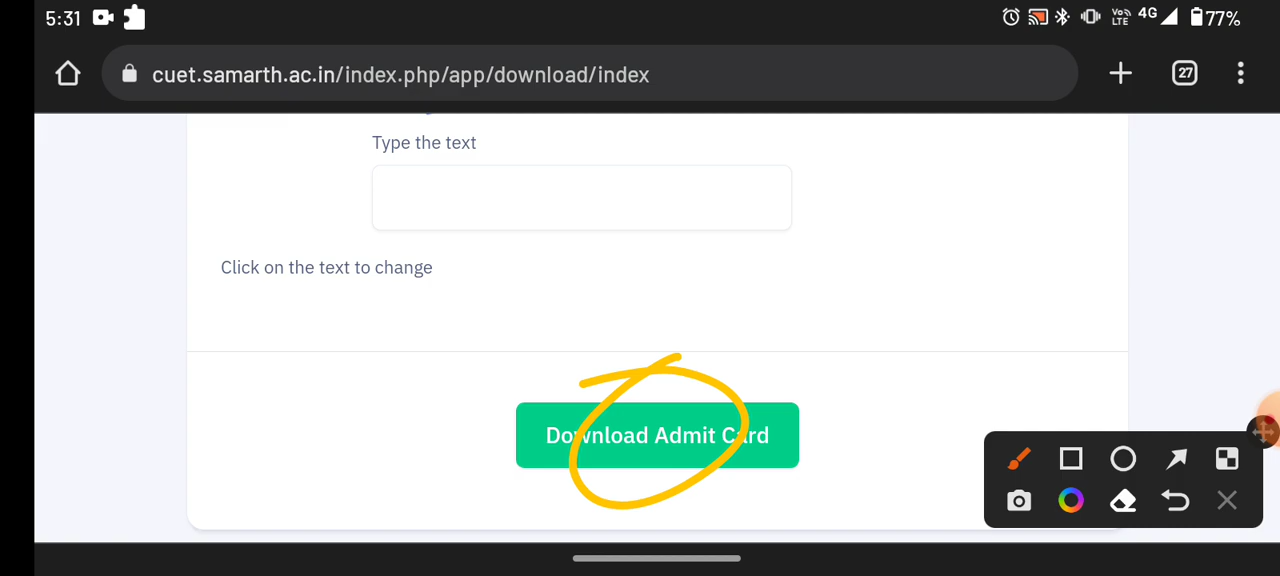 5:31 Vo LTE 4G 77%
cuet.samarth.ac.in/index.php/app/download/index 27
Type the text
Click on the text to change
Download Admit Card